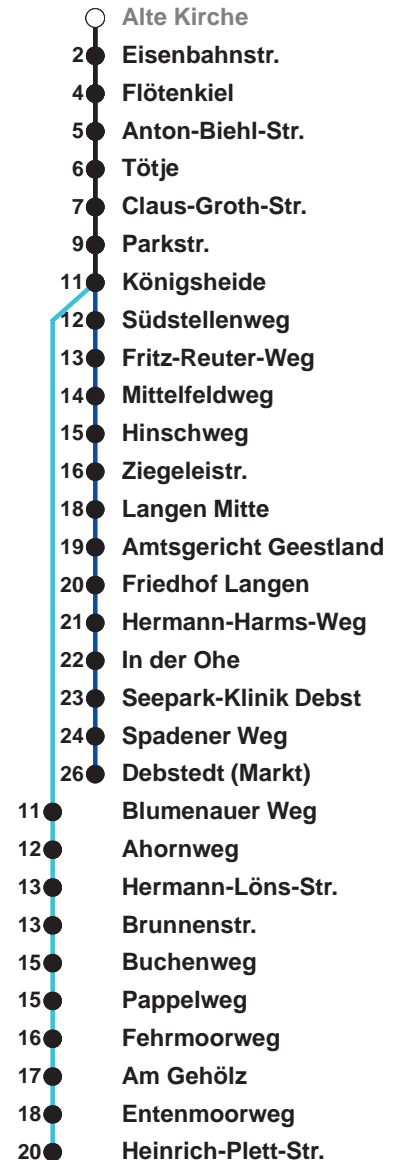 Alte Kirche
2 Eisenbahnstr.
4 Flötenkiel
5 Anton-Biehl-Str.
6 Tötje
7 Claus-Groth-Str.
9 Parkstr.
11 Königsheide
12 Südstellenweg
13 Fritz-Reuter-Weg
14 Mittelfeldweg
15 Hinschweg
16 Ziegeleistr.
18 Langen Mitte
19 Amtsgericht Geestland
20 Friedhof Langen
21 Hermann-Harms-Weg
22 In der Ohe
23 Seepark-Klinik Debst
24 Spadener Weg
26 Debstedt (Markt)
11 Blumenauer Weg
12 Ahornweg
13 Hermann-Löns-Str.
13 Brunnenstr.
15 Buchenweg
15 Pappelweg
16 Fehrmoorweg
17 Am Gehölz
18 Entenmoorweg
20 Heinrich-Plett-Str.